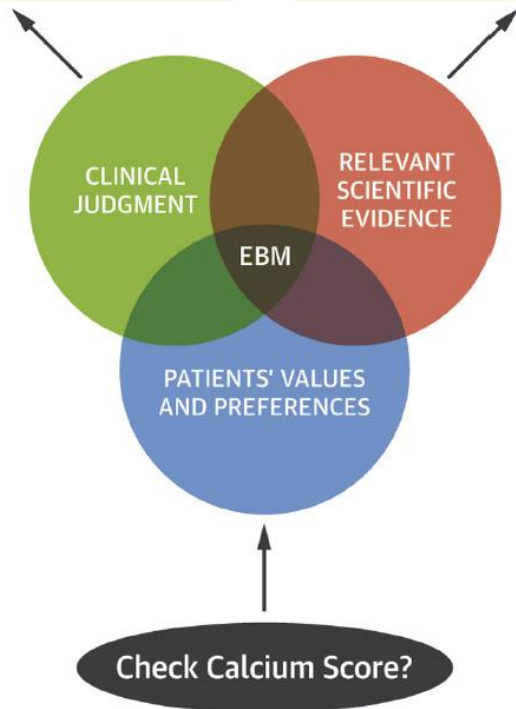 CLINICAL
JUDGMENT
RELEVANT
SCIENTIFIC
EVIDENCE
EBM
PATIENTS' VALUES
AND PREFERENCES
Check Calcium Score?